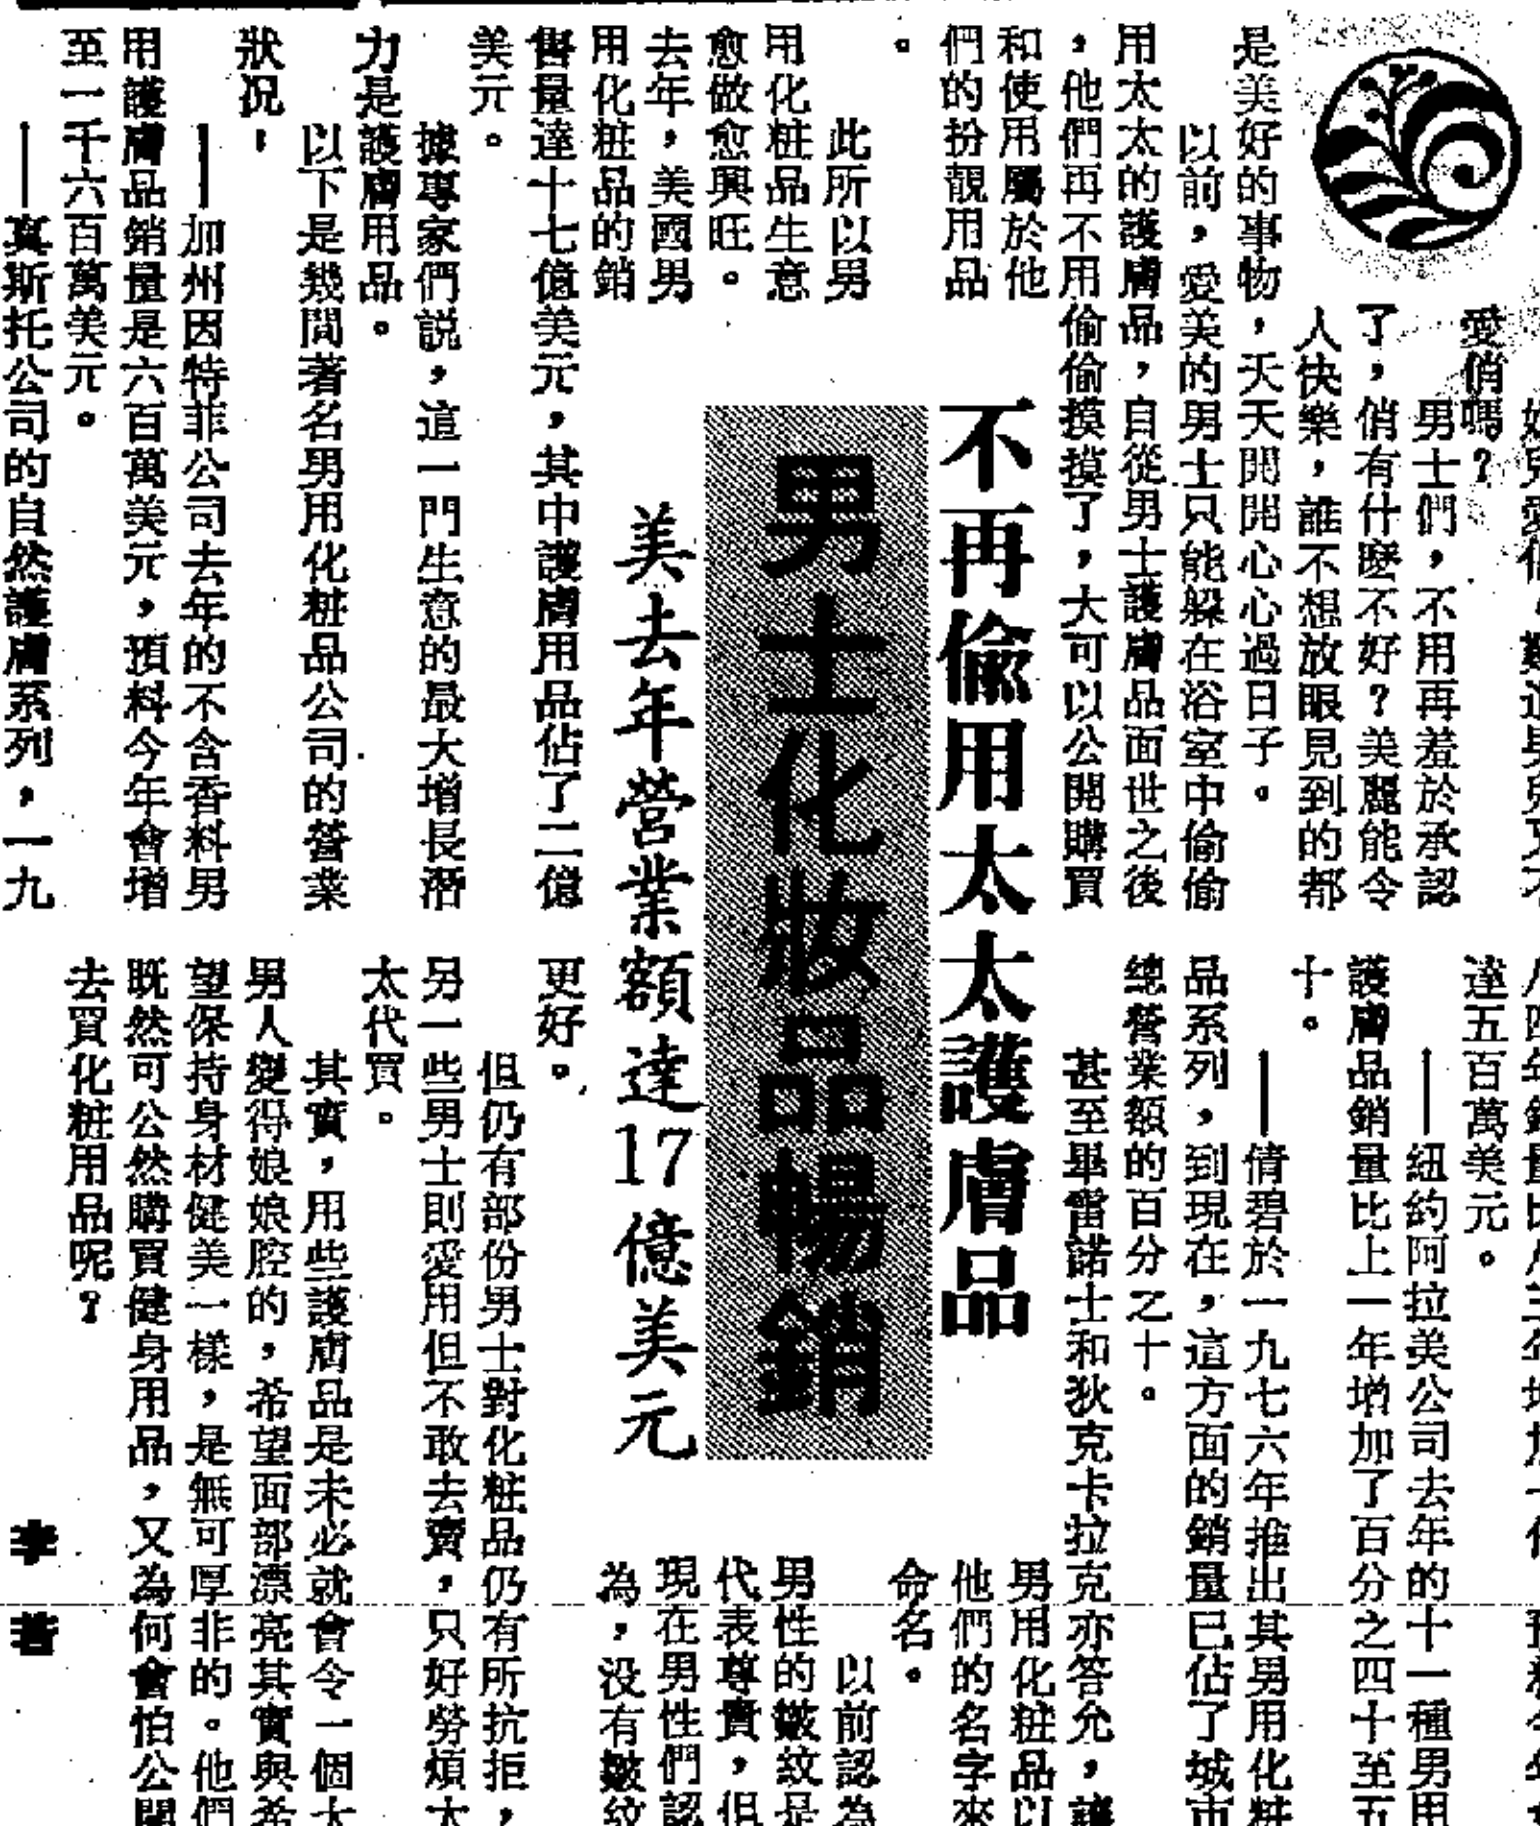 不再偸用太太護膚品
男士化妝品暢銷
美去年營業額達17億美元
愛俏嗎？
男士們，不用再羞於承認
了，俏有什麼不好？美麗能令
人快樂，誰不想放眼見到的都
是美好的事物，天天開開心心過日子。
以前，愛美的男士只能躲在浴室中偷偷
用太太的護膚品，自從男士護膚品面世之後
，他們再不用偷偷摸摸了，大可以公開購買
和使用屬於他
們的扮靚用品
。
此所以男
用化粧品生意
愈做愈興旺。
去年，美國男
用化粧品的銷
售量達十七億美元，其中護膚用品佔了二億
美元。
據專家們説，這一門生意的最大增長潛
力是護膚用品。
以下是幾間著名男用化粧品公司的營業
狀況：
——加州因特菲公司去年的不含香料男
用護膚品銷量是六百萬美元，預料今年會增
至一千六百萬美元。
——真斯托公司的自然護膚系列，一九
達五百萬美元。
——紐約阿拉美公司去年的十一種男用
護膚品銷量比上一年增加了百分之四十至五
十。
——倩碧於一九七六年推出其男用化粧
品系列，到現在，這方面的銷量已佔了城市
總營業額的百分之十。
甚至畢雷諾士和狄克卡拉克亦答允，讓
男用化粧品以
他們的名字來
命名。
以前認為
男性的皺紋是
代表尊貴，但
現在男性們認
為，没有皺紋
更好。
但仍有部份男士對化粧品仍有所抗拒，
另一些男士則愛用但不敢去賣，只好勞煩太
太代買。
其實，用些護膚品是未必就會令一個大
男人變得娘娘腔的，希望面部漂亮其實與希
望保持身材健美一樣，是無可厚非的。他們
既然可公然購買健身用品，又為何會怕公開
去買化粧用品呢？